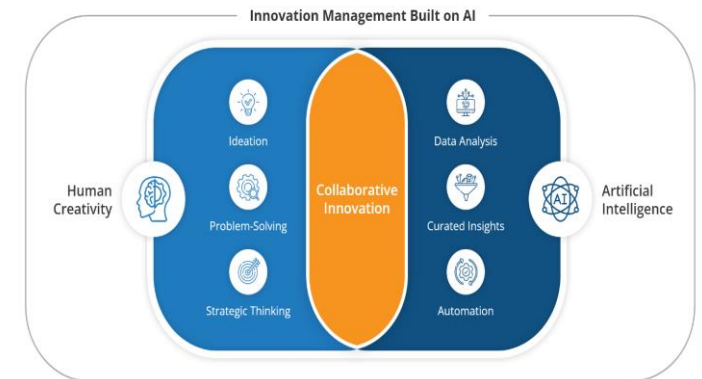 Innovation Management Built on AI
Human
Creativity
Ideation
Problem-Solving
Strategic Thinking
Collaborative
Innovation
Data Analysis
Curated Insights
Automation
AI
Artificial
Intelligence